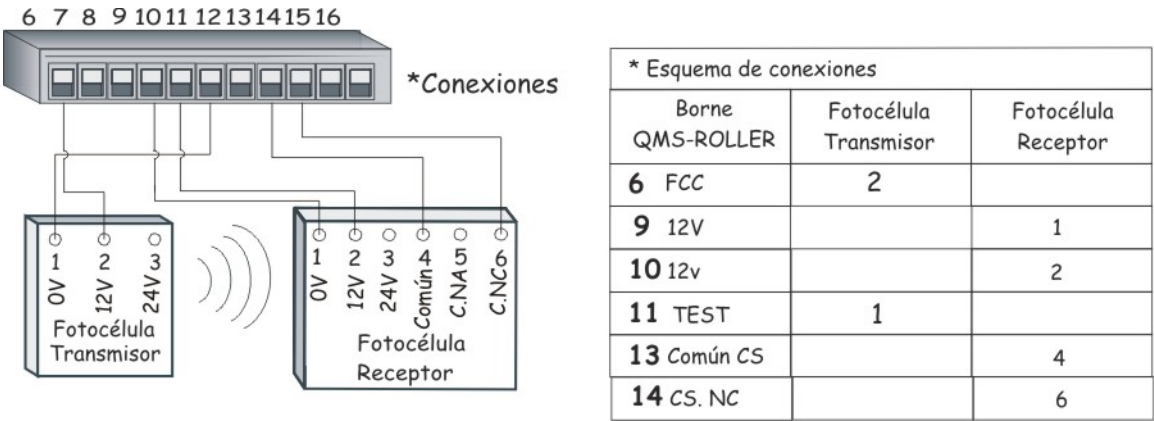 6 7 8 9 10 11 12 13 14 15 16
*Conexiones
1 2 3
0V 12V 24V
Fotocélula
Transmisor
1 2 3 4 5 6
0V 12V 24V Común C.NA C.NC
Fotocélula
Receptor
* Esquema de conexiones
Borne QMS-ROLLER Fotocélula Transmisor Fotocélula Receptor
6 FCC 2
9 12V 1
10 12v 2
11 TEST 1
13 Común CS 4
14 CS. NC 6